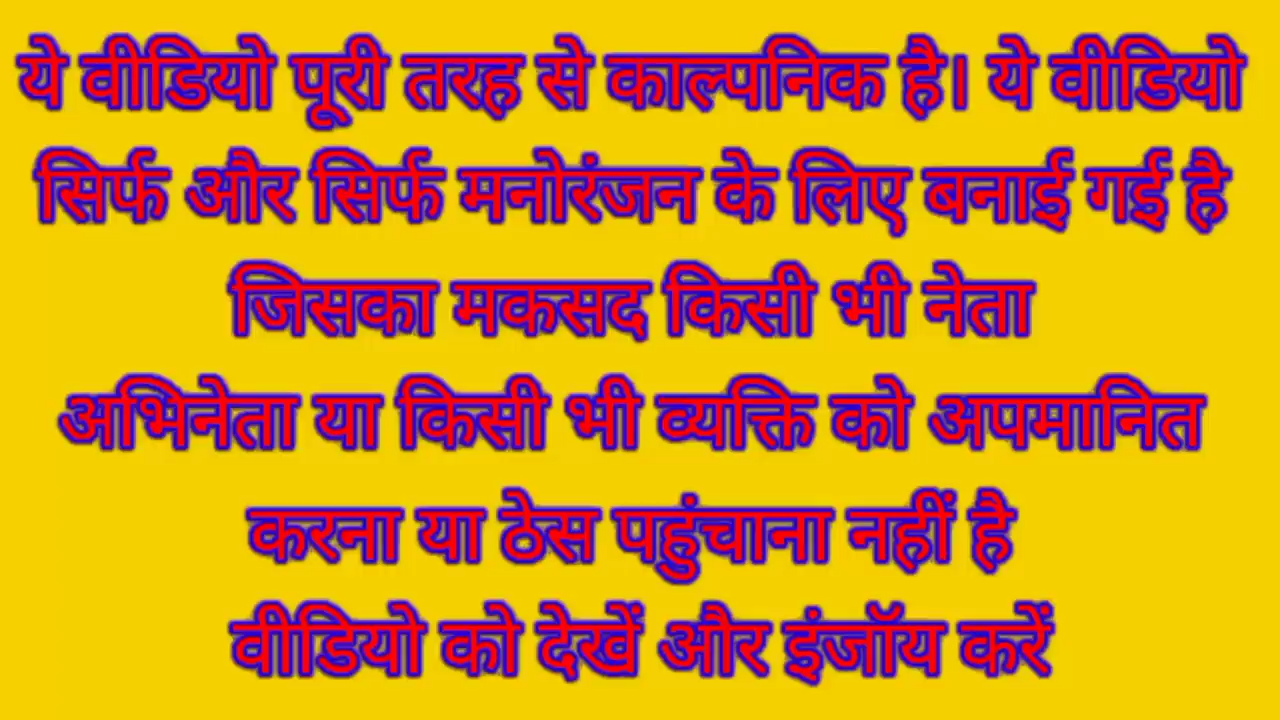 ये वीडियो पूरी तरह से काल्पनिक है। ये वीडियो
सिर्फ और सिर्फ मनोरंजन के लिए बनाई गई है
जिसका मकसद किसी भी नेता
अभिनेता या किसी भी व्यक्ति को अपमानित
करना या ठेस पहुंचाना नहीं है
वीडियो को देखें और इंजॉय करें